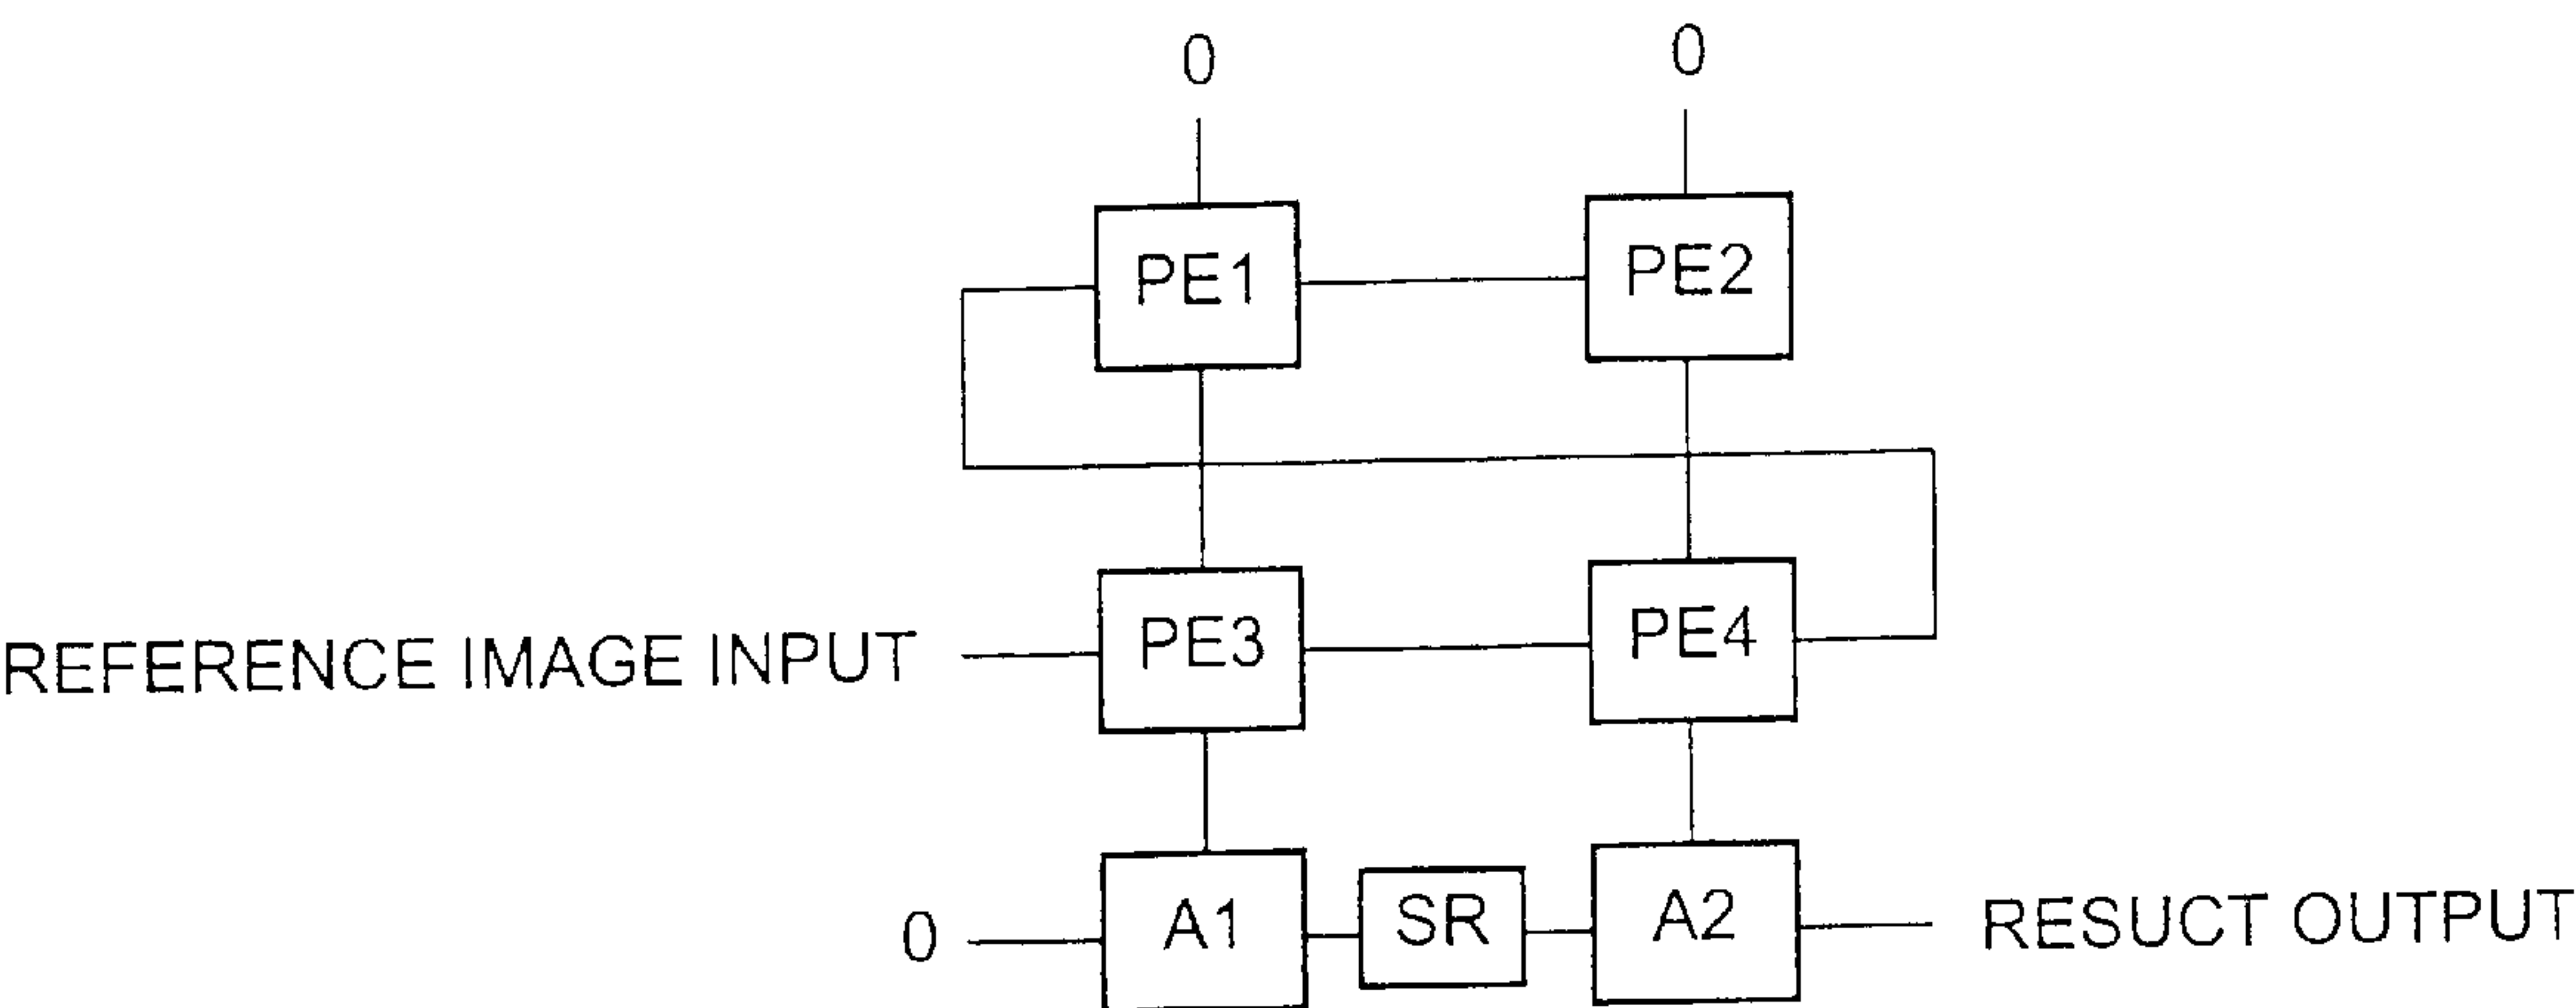 0 0
PE1 PE2
REFERENCE IMAGE INPUT PE3 PE4
0 A1 SR A2 RESUCT OUTPUT